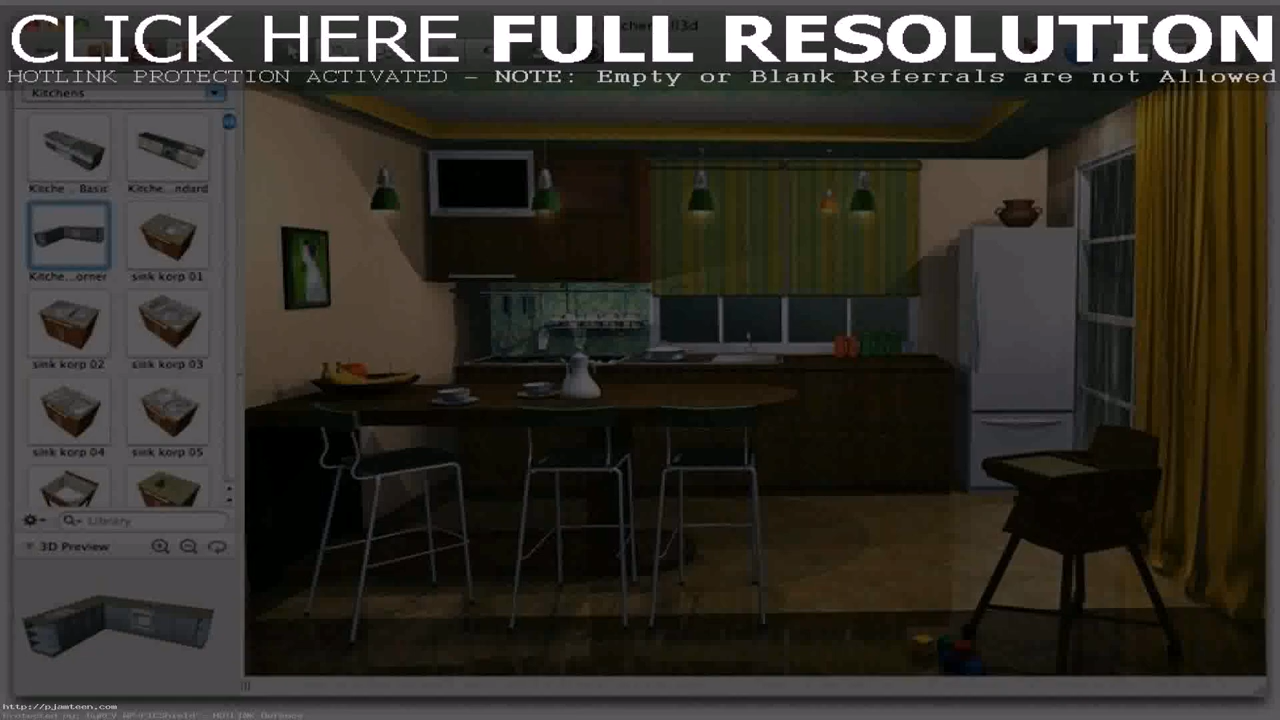 CLICK HERE FULL RESOLUTION
HOTLINK PROTECTION ACTIVATED - NOTE: Empty or Blank Referrals are not Allowed
Kitchens
Kitche...Basic
Kitche...ndard
Kitche...orner
sink korp 01
sink korp 02
sink korp 03
sink korp 04
sink korp 05
Library
3D Preview
http://pjamteen.com